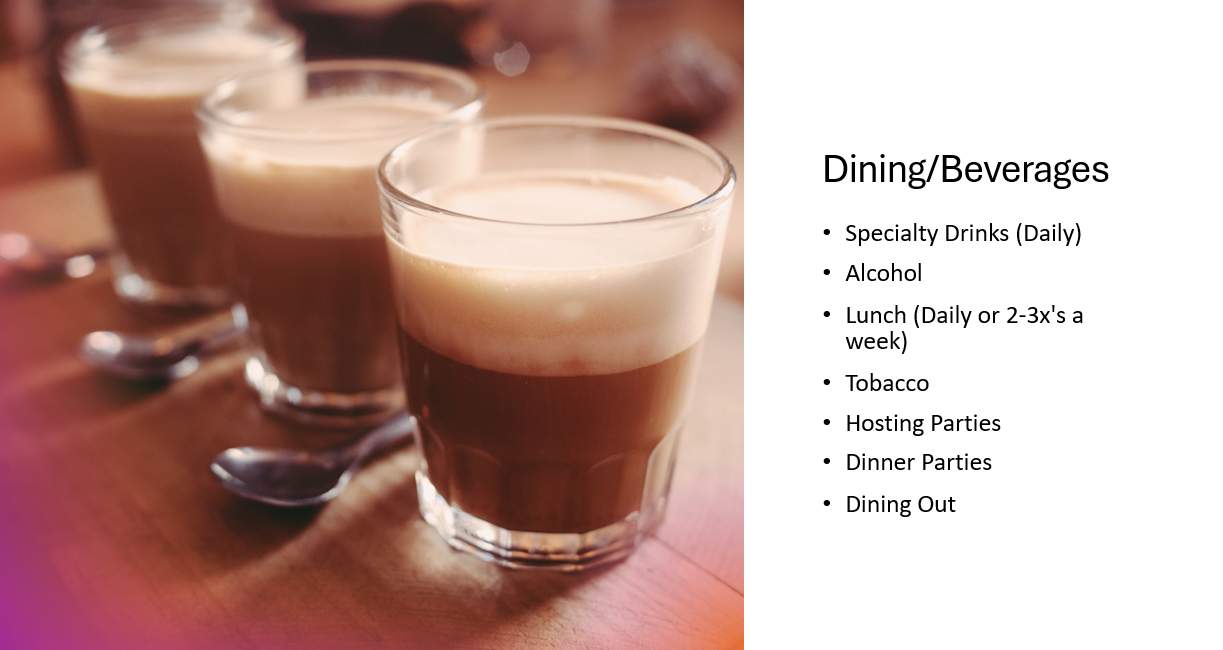 Dining/Beverages
• Specialty Drinks (Daily)
• Alcohol
• Lunch (Daily or 2-3x's a
week)
• Tobacco
• Hosting Parties
• Dinner Parties
• Dining Out